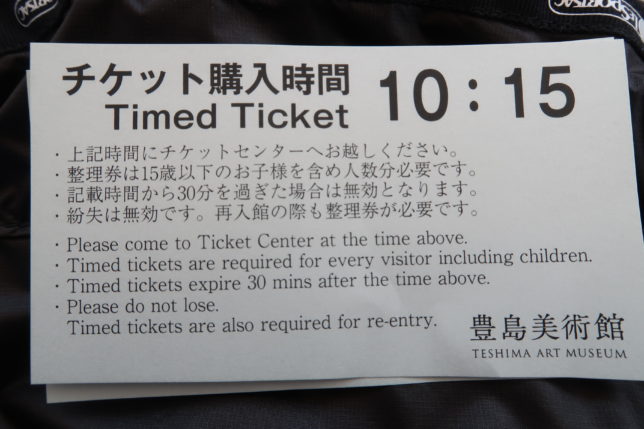 チケット購入時間 10:15
Timed Ticket
・上記時間にチケットセンターへお越しください。
・整理券は15歳以下のお子様を含め人数分必要です。
・記載時間から30分を過ぎた場合は無効となります。
・紛失は無効です。再入館の際も整理券が必要です。
・Please come to Ticket Center at the time above.
・Timed tickets are required for every visitor including children.
・Timed tickets expire 30 mins after the time above.
・Please do not lose.
Timed tickets are also required for re-entry.
豊島美術館
TESHIMA ART MUSEUM